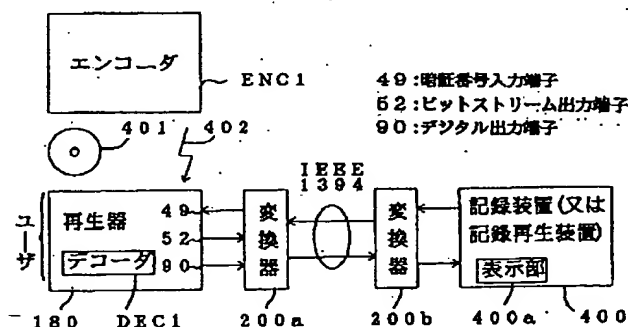 エンコーダ
ENC1
49:暗証番号入力端子
52:ビットストリーム出力端子
90:デジタル出力端子
401
402
IEEE
1394
ユーザ
再生器
49
52
90
デコーダ
変換器
変換器
記録装置(又は
記録再生装置)
表示部
180
DEC1
200a
200b
400a
400